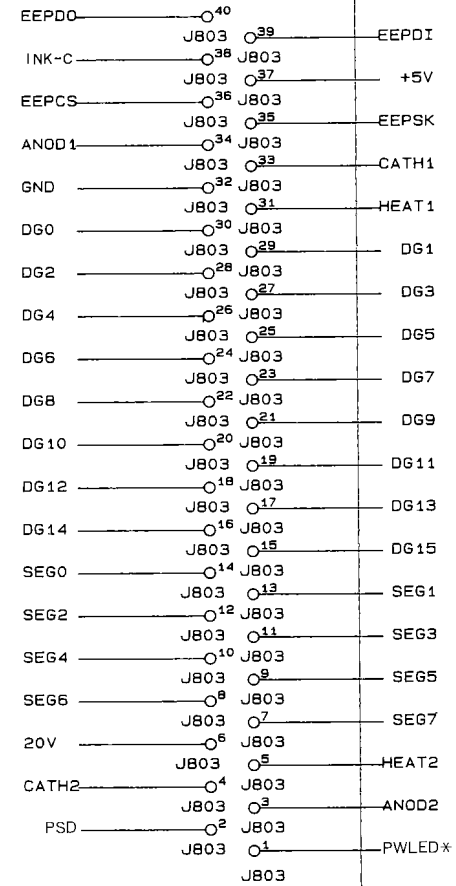 EEPDO 40
J803 39 EEPDI
INK-C 38 J803
J803 37 +5V
EEPCS 36 J803
J803 35 EEPSK
ANOD1 34 J803
J803 33 CATH1
GND 32 J803
J803 31 HEAT1
DG0 30 J803
J803 29 DG1
DG2 28 J803
J803 27 DG3
DG4 26 J803
J803 25 DG5
DG6 24 J803
J803 23 DG7
DG8 22 J803
J803 21 DG9
DG10 20 J803
J803 19 DG11
DG12 18 J803
J803 17 DG13
DG14 16 J803
J803 15 DG15
SEG0 14 J803
J803 13 SEG1
SEG2 12 J803
J803 11 SEG3
SEG4 10 J803
J803 9 SEG5
SEG6 8 J803
J803 7 SEG7
20V 6 J803
J803 5 HEAT2
CATH2 4 J803
J803 3 ANOD2
PSD 2 J803
J803 1 PWLED*
J803